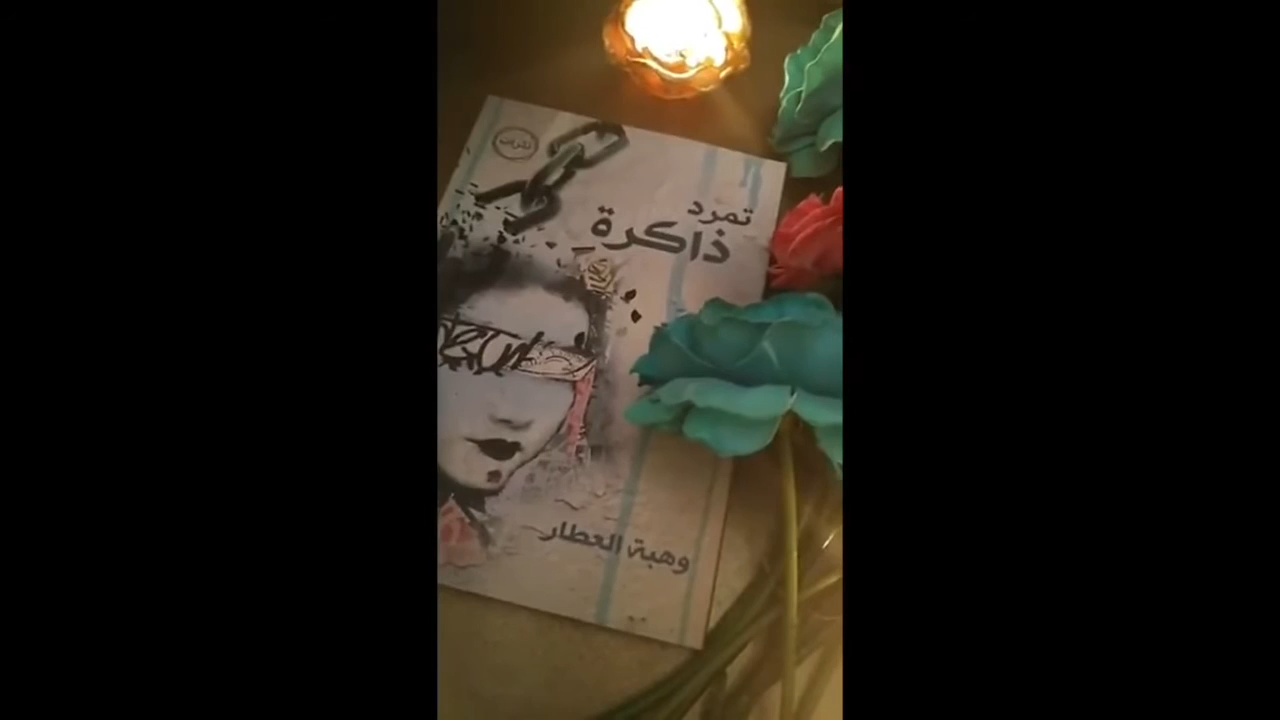 تمرد
ذاكرة
وهبة العطار